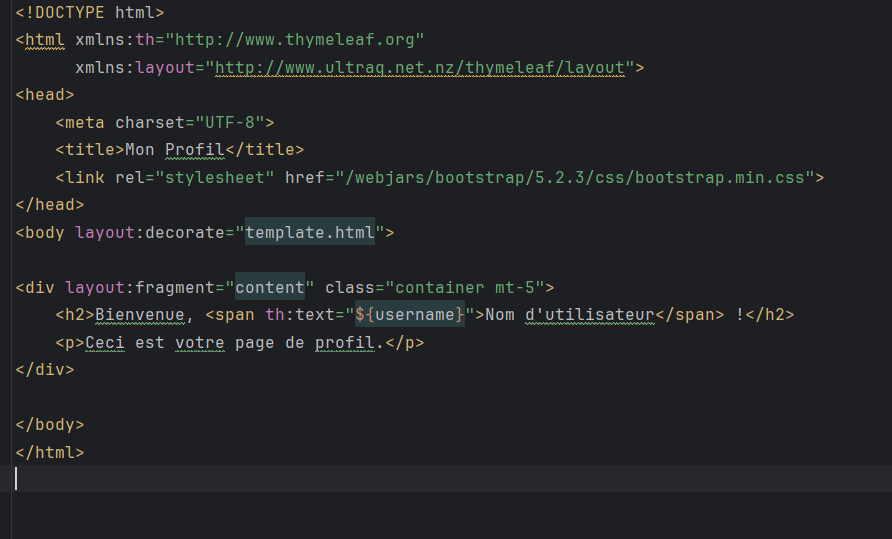 <!DOCTYPE html>
<html xmlns:th="http://www.thymeleaf.org"
      xmlns:layout="http://www.ultraq.net.nz/thymeleaf/layout">
<head>
    <meta charset="UTF-8">
    <title>Mon Profil</title>
    <link rel="stylesheet" href="/webjars/bootstrap/5.2.3/css/bootstrap.min.css">
</head>
<body layout:decorate="template.html">
<div layout:fragment="content" class="container mt-5">
    <h2>Bienvenue, <span th:text="${username}">Nom d'utilisateur</span> !</h2>
    <p>Ceci est votre page de profil.</p>
</div>
</body>
</html>